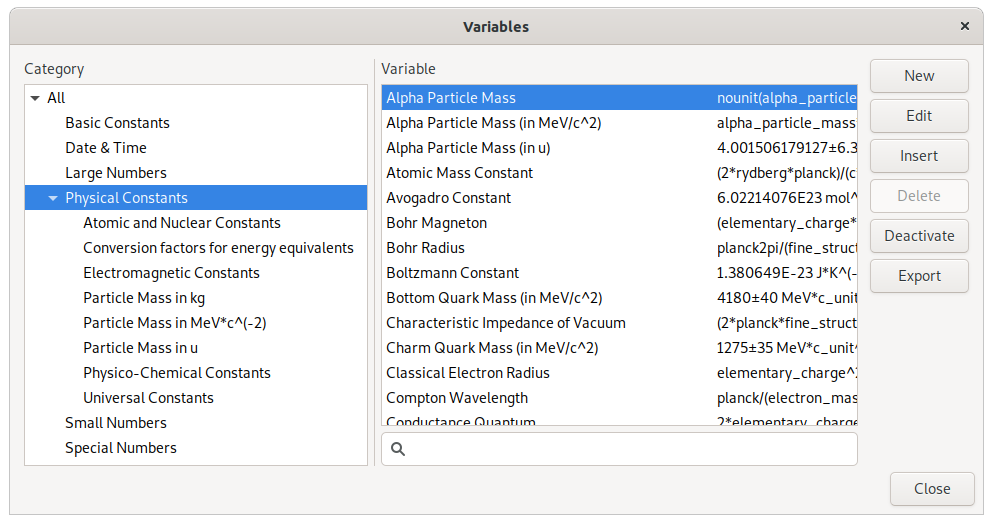 Variables
Category
All
Basic Constants
Date & Time
Large Numbers
Physical Constants
Atomic and Nuclear Constants
Conversion factors for energy equivalents
Electromagnetic Constants
Particle Mass in kg
Particle Mass in MeV*c^(-2)
Particle Mass in u
Physico-Chemical Constants
Universal Constants
Small Numbers
Special Numbers
Variable
Alpha Particle Mass nounit(alpha_particle
Alpha Particle Mass (in MeV/c^2) alpha_particle_mass
Alpha Particle Mass (in u) 4.001506179127±6.3
Atomic Mass Constant (2*rydberg*planck)/(c
Avogadro Constant 6.02214076E23 mol^
Bohr Magneton (elementary_charge*
Bohr Radius planck2pi/(fine_struct
Boltzmann Constant 1.380649E-23 J*K^(-
Bottom Quark Mass (in MeV/c^2) 4180±40 MeV*c_unit
Characteristic Impedance of Vacuum (2*planck*fine_struct
Charm Quark Mass (in MeV/c^2) 1275±35 MeV*c_unit^
Classical Electron Radius elementary_charge^2
Compton Wavelength planck/(electron_mas
Conductance Quantum 2*elementary_charge
New
Edit
Insert
Delete
Deactivate
Export
Close